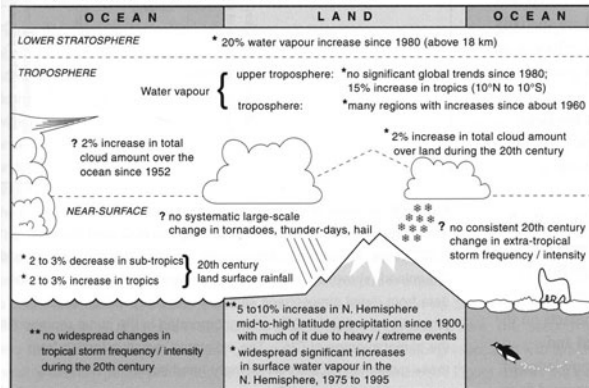 OCEAN
LAND
OCEAN
LOWER STRATOSPHERE
* 20% water vapour increase since 1980 (above 18 km)
TROPOSPHERE
Water vapour
upper troposphere: *no significant global trends since 1980;
15% increase in tropics (10°N to 10°S)
troposphere: *many regions with increases since about 1960
? 2% increase in total
cloud amount over the
ocean since 1952
* 2% increase in total cloud amount
over land during the 20th century
NEAR-SURFACE
? no systematic large-scale
change in tornadoes, thunder-days, hail
? no consistent 20th century
change in extra-tropical
storm frequency / intensity
* 2 to 3% decrease in sub-tropics
* 2 to 3% increase in tropics
20th century
land surface rainfall
** no widespread changes in
tropical storm frequency / intensity
during the 20th century
** 5 to10% increase in N. Hemisphere
mid-to-high latitude precipitation since 1900,
with much of it due to heavy / extreme events
* widespread significant increases
in surface water vapour in
the N. Hemisphere, 1975 to 1995